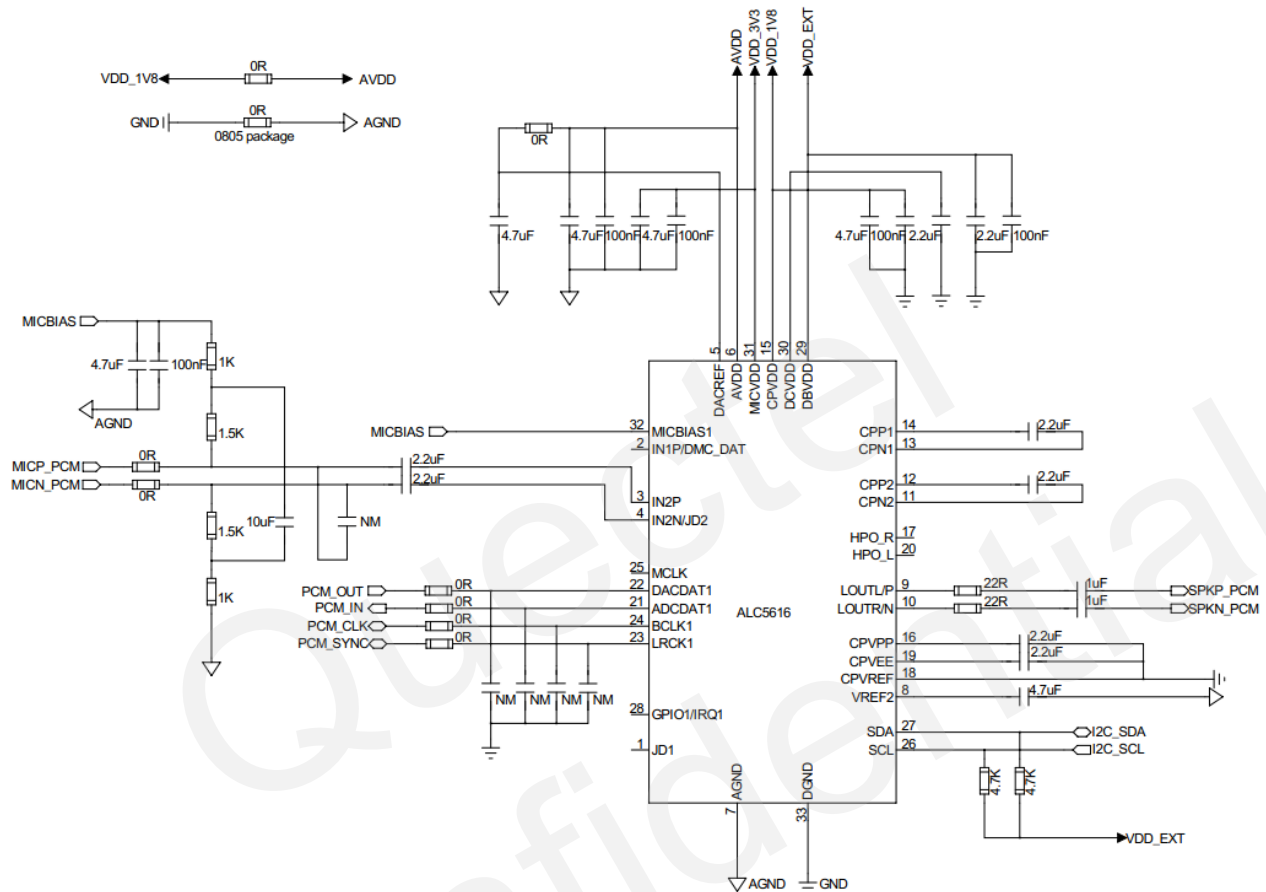 0R
VDD_1V8 AVDD
0R
GND AGND
0805 package
AVDD VDD_3V3 VDD_1V8 VDD_EXT
0R
4.7uF 4.7uF 100nF 4.7uF 100nF 4.7uF 100nF 2.2uF 2.2uF 100nF
MICBIAS
4.7uF 100nF 1K
AGND
1.5K
5 6 31 15 30 29
DACREF AVDD MICVDD CPVDD DCVDD DBVDD
MICBIAS 32 MICBIAS1 CPP1 14 2.2uF
2 IN1P/DMC_DAT CPN1 13
MICP_PCM 0R 2.2uF
MICN_PCM 0R 2.2uF
CPP2 12 2.2uF
3 IN2P CPN2 11
4 IN2N/JD2
1.5K 10uF NM
HPO_R 17
HPO_L 20
25 MCLK
1K
PCM_OUT 0R 22 DACDAT1 LOUTL/P 9 22R 1uF SPKP_PCM
PCM_IN 0R 21 ADCDAT1 LOUTR/N 10 22R 1uF SPKN_PCM
ALC5616
PCM_CLK 0R 24 BCLK1
PCM_SYNC 0R 23 LRCK1
CPVPP 16 2.2uF
CPVEE 19 2.2uF
CPVREF 18
VREF2 8 4.7uF
NM NM NM NM
28 GPIO1/IRQ1
SDA 27 I2C_SDA
1 JD1 SCL 26 I2C_SCL
4.7K 4.7K
AGND DGND
7 33
VDD_EXT
AGND GND
Quectel
Confidential